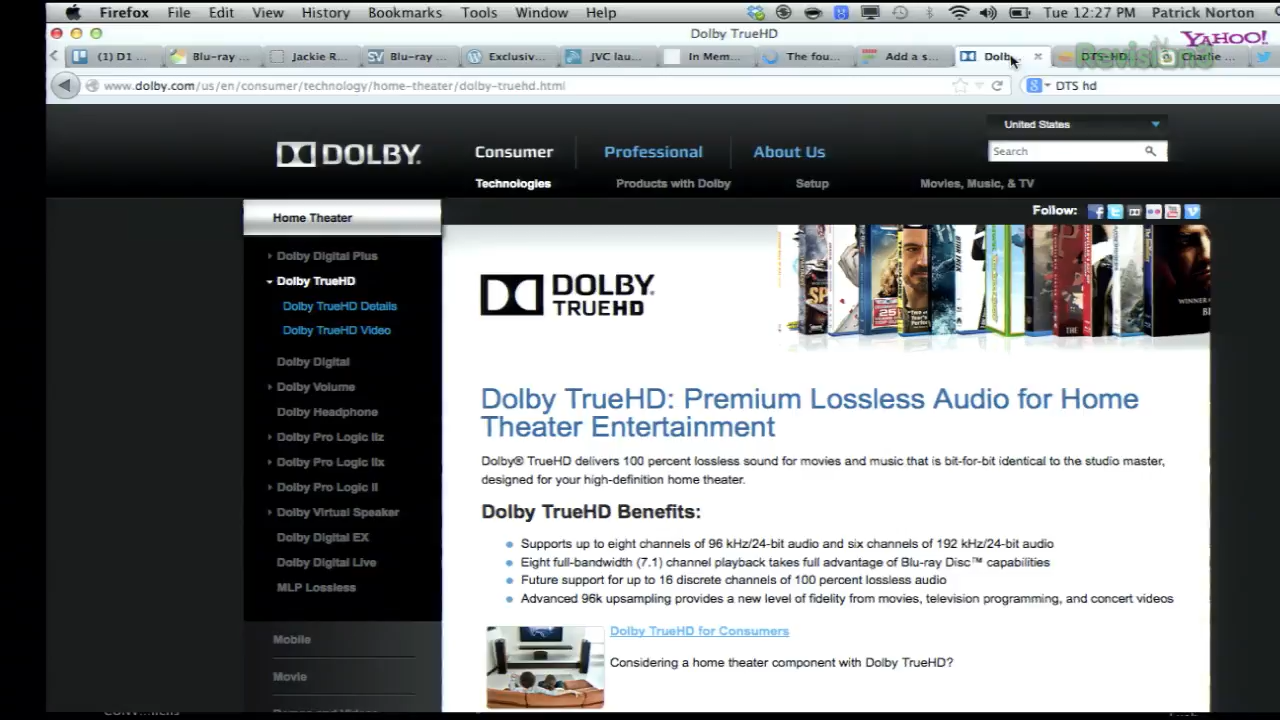 Firefox File Edit View History Bookmarks Tools Window Help Tue 12:27 PM Patrick Norton
Dolby TrueHD
YAHOO!
(1) D1 ... Blu-ray ... Jackie R... Blu-ray ... Exclusiv... JVC lau... In Mem... The fou... Add a s... Dolb... DTS-HD... Charlie ...
www.dolby.com/us/en/consumer/technology/home-theater/dolby-truehd.html
DTS hd
United States
DOLBY.
Consumer Professional About Us
Search
Technologies Products with Dolby Setup Movies, Music, & TV
Follow:
Home Theater
Dolby Digital Plus
Dolby TrueHD
Dolby TrueHD Details
Dolby TrueHD Video
Dolby Digital
Dolby Volume
Dolby Headphone
Dolby Pro Logic IIz
Dolby Pro Logic IIx
Dolby Pro Logic II
Dolby Virtual Speaker
Dolby Digital EX
Dolby Digital Live
MLP Lossless
Mobile
Movie
DOLBY
TRUEHD
Dolby TrueHD: Premium Lossless Audio for Home
Theater Entertainment
Dolby® TrueHD delivers 100 percent lossless sound for movies and music that is bit-for-bit identical to the studio master,
designed for your high-definition home theater.
Dolby TrueHD Benefits:
Supports up to eight channels of 96 kHz/24-bit audio and six channels of 192 kHz/24-bit audio
Eight full-bandwidth (7.1) channel playback takes full advantage of Blu-ray Disc™ capabilities
Future support for up to 16 discrete channels of 100 percent lossless audio
Advanced 96k upsampling provides a new level of fidelity from movies, television programming, and concert videos
Dolby TrueHD for Consumers
Considering a home theater component with Dolby TrueHD?